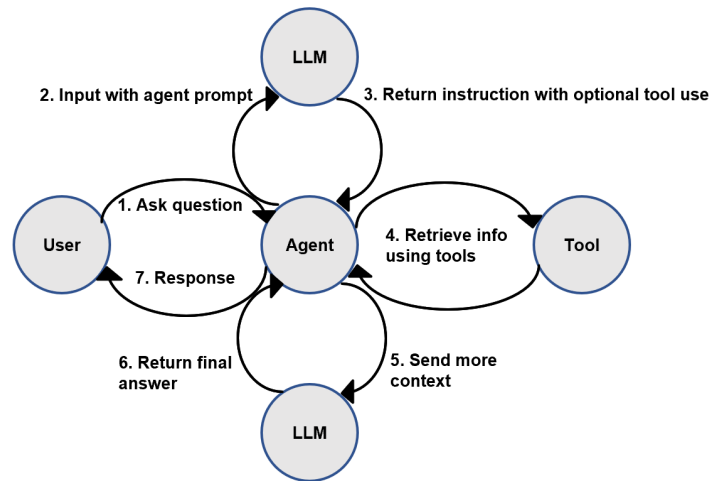 LLM
2. Input with agent prompt
3. Return instruction with optional tool use
1. Ask question
User
Agent
4. Retrieve info
using tools
Tool
7. Response
6. Return final
answer
5. Send more
context
LLM